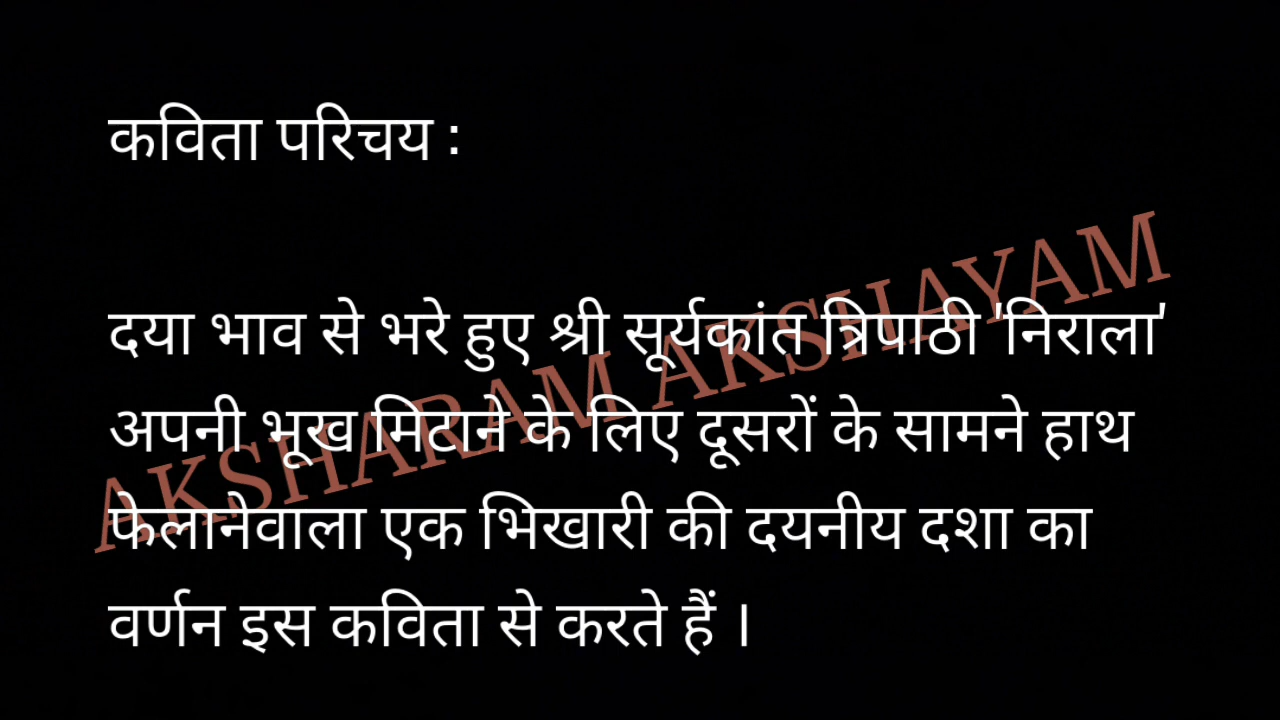 कविता परिचय :
दया भाव से भरे हुए श्री सूर्यकांत त्रिपाठी 'निराला'
अपनी भूख मिटाने के लिए दूसरों के सामने हाथ
फेलानेवाला एक भिखारी की दयनीय दशा का
वर्णन इस कविता से करते हैं ।
AKSHARAM AKSHAYAM